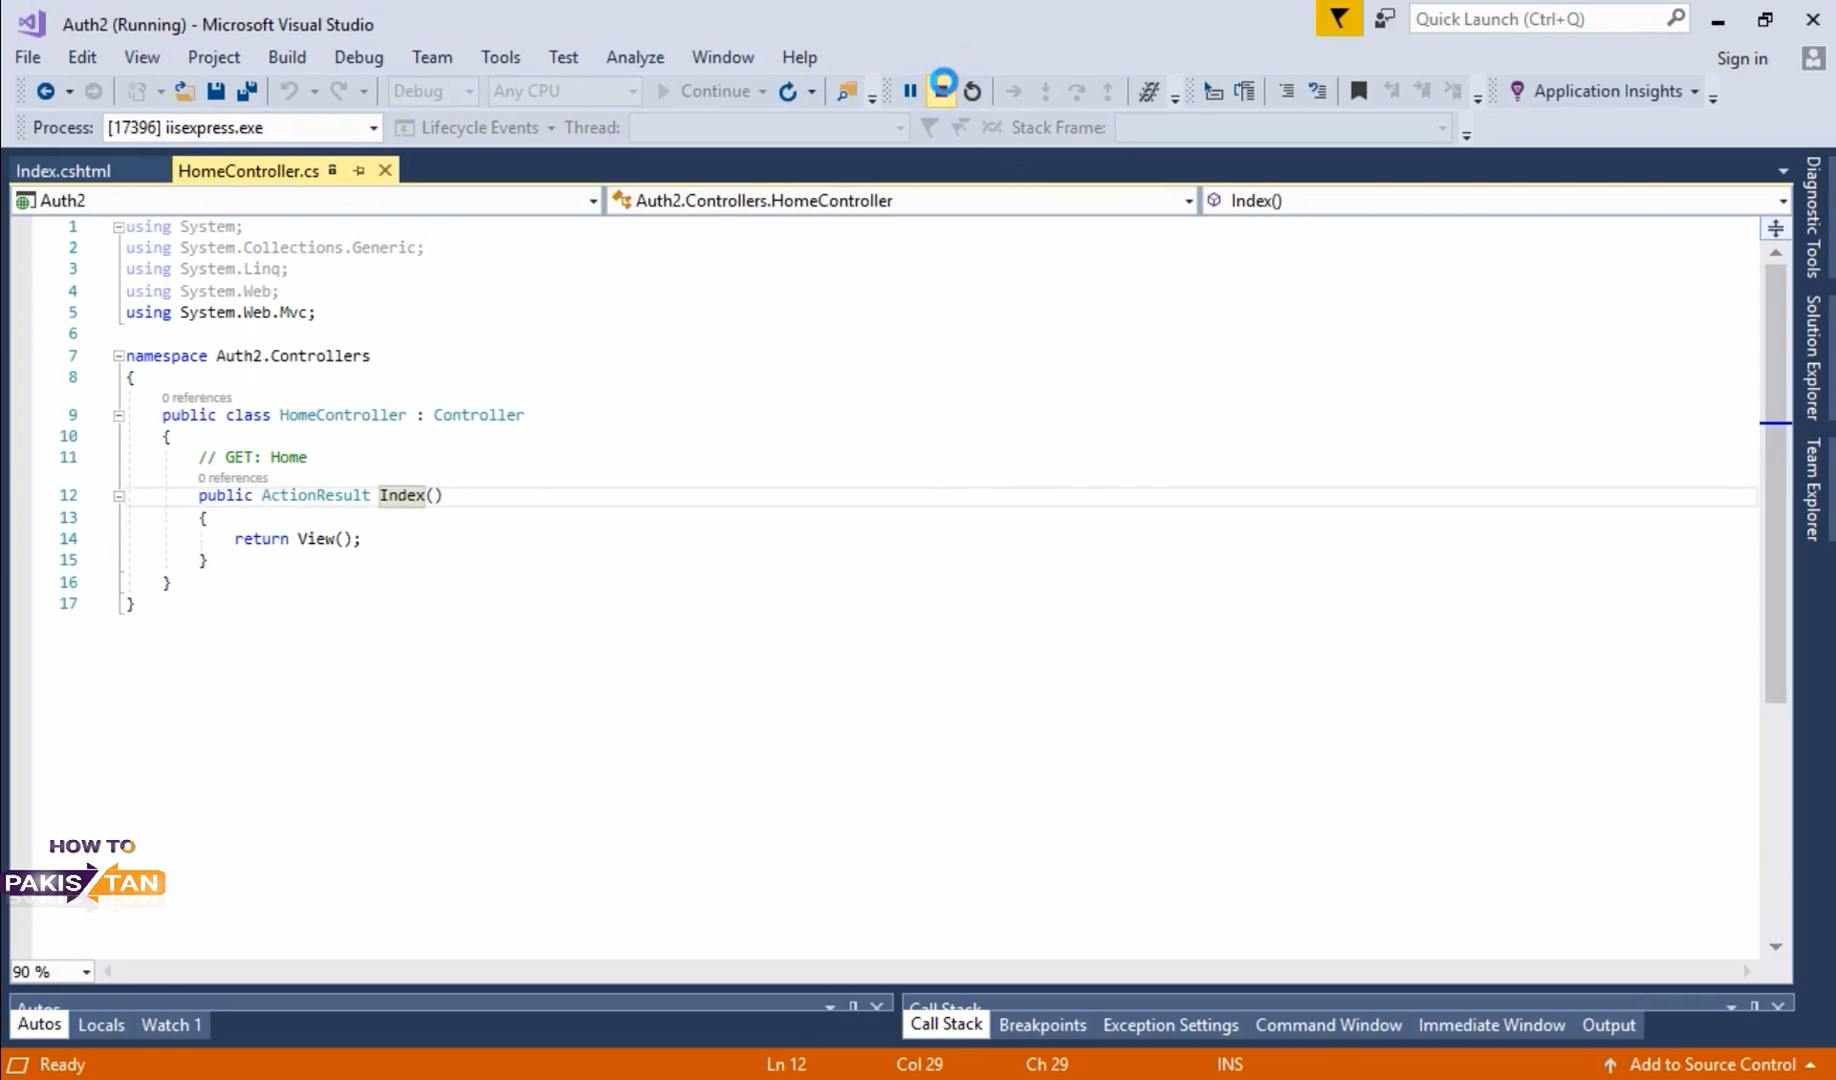 Auth2 (Running) - Microsoft Visual Studio
Quick Launch (Ctrl+Q)
File Edit View Project Build Debug Team Tools Test Analyze Window Help
Sign in
Debug Any CPU Continue Application Insights
Process: [17396] iisexpress.exe Lifecycle Events Thread: Stack Frame:
Index.cshtml HomeController.cs
Auth2 Auth2.Controllers.HomeController Index()
1 using System;
2 using System.Collections.Generic;
3 using System.Linq;
4 using System.Web;
5 using System.Web.Mvc;
6
7 namespace Auth2.Controllers
8 {
0 references
9 public class HomeController : Controller
10 {
11 // GET: Home
0 references
12 public ActionResult Index()
13 {
14 return View();
15 }
16 }
17 }
Diagnostic Tools
Solution Explorer
Team Explorer
HOW TO
PAKISTAN
90 %
Autos
Call Stack
Autos Locals Watch 1
Call Stack Breakpoints Exception Settings Command Window Immediate Window Output
Ready Ln 12 Col 29 Ch 29 INS Add to Source Control